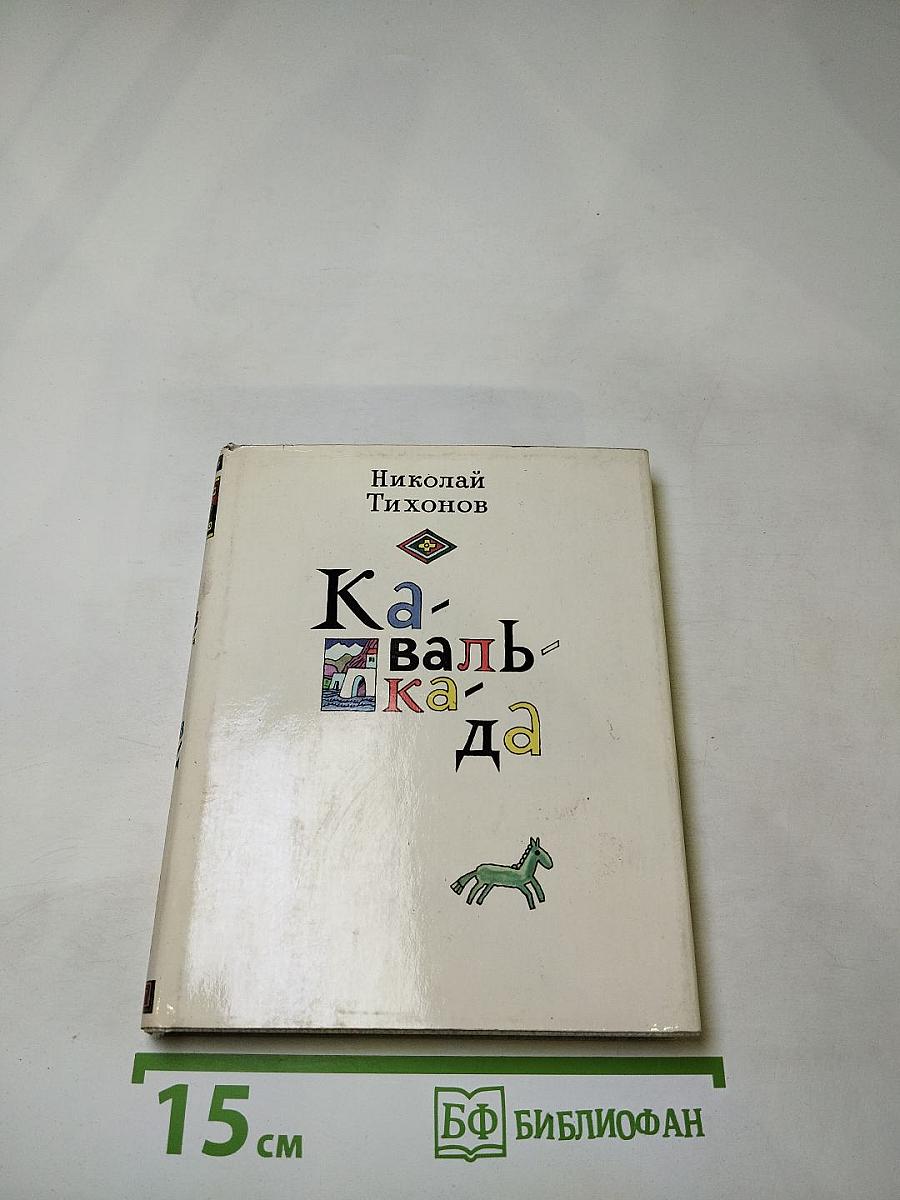 Николай
Тихонов
Ка-
валь-
ка-
да
15 см
БФ БИБЛИОФАН